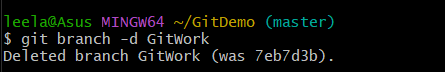 leela@Asus MINGW64 ~/GitDemo (master)
$ git branch -d GitWork
Deleted branch GitWork (was 7eb7d3b).